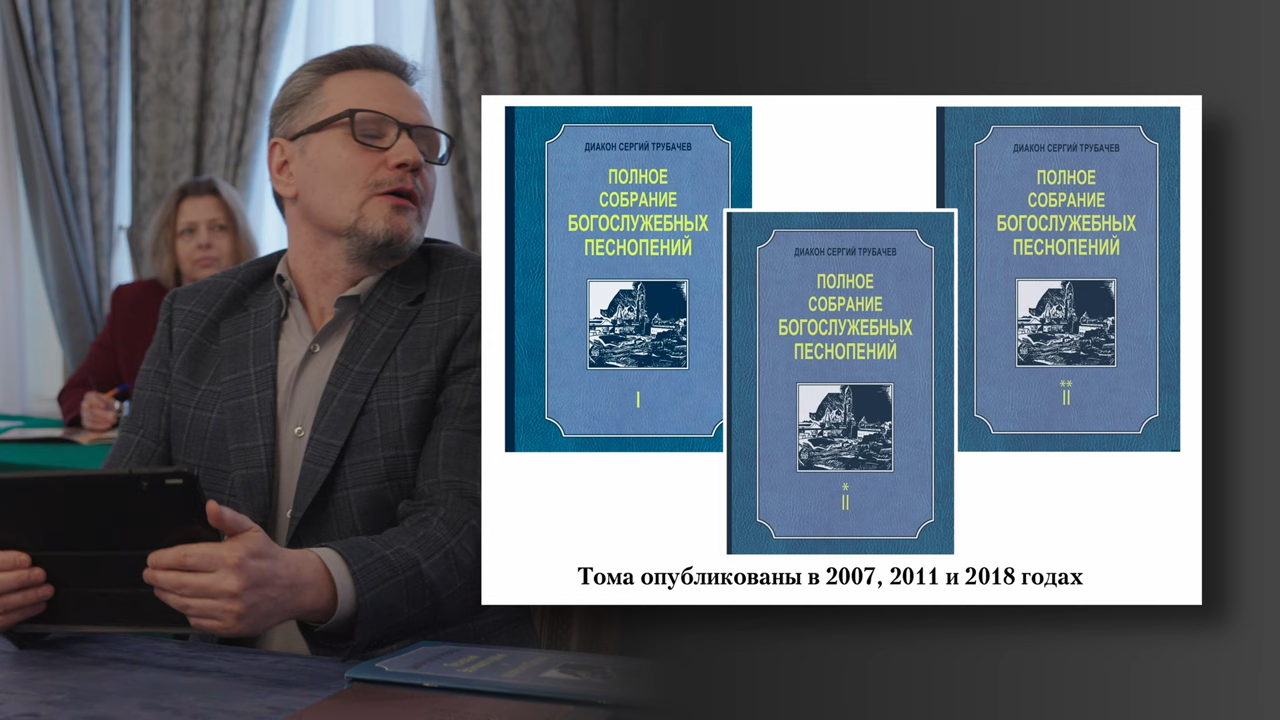 ДИАКОН СЕРГИЙ ТРУБАЧЕВ
ПОЛНОЕ
СОБРАНИЕ
БОГОСЛУЖЕБНЫХ
ПЕСНОПЕНИЙ
I
ДИАКОН СЕРГИЙ ТРУБАЧЕВ
ПОЛНОЕ
СОБРАНИЕ
БОГОСЛУЖЕБНЫХ
ПЕСНОПЕНИЙ
*
II
ДИАКОН СЕРГИЙ ТРУБАЧЕВ
ПОЛНОЕ
СОБРАНИЕ
БОГОСЛУЖЕБНЫХ
ПЕСНОПЕНИЙ
**
II
Тома опубликованы в 2007, 2011 и 2018 годах